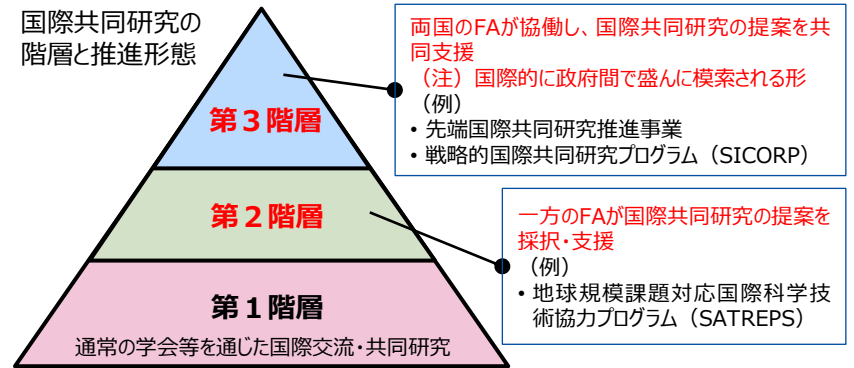 国際共同研究の
階層と推進形態
両国のFAが協働し、国際共同研究の提案を共
同支援
（注）国際的に政府間で盛んに模索される形
（例）
• 先端国際共同研究推進事業
• 戦略的国際共同研究プログラム（SICORP）
第３階層
第２階層
一方のFAが国際共同研究の提案を
採択・支援
（例）
• 地球規模課題対応国際科学技
術協力プログラム（SATREPS）
第１階層
通常の学会等を通じた国際交流・共同研究